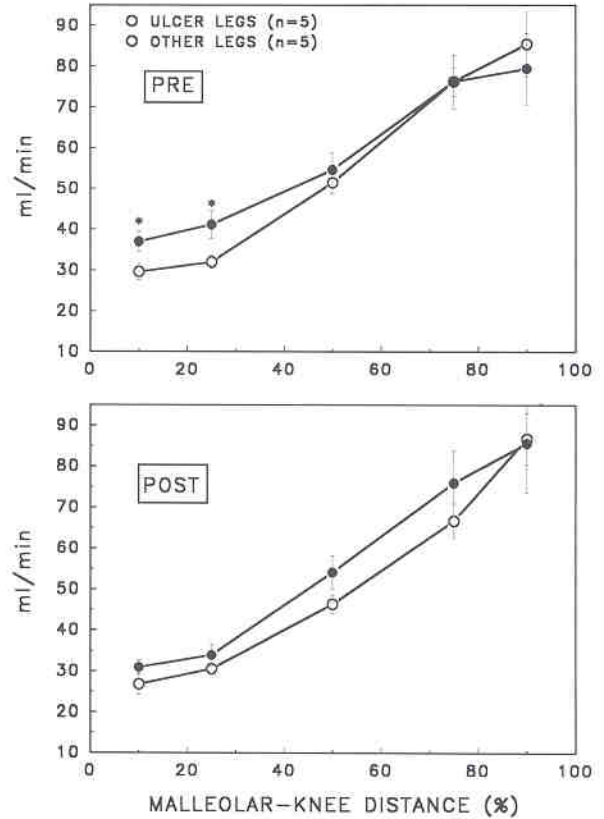 90
80
70
60
50
40
30
20
10
ml/min
ULCER LEGS (n=5)
OTHER LEGS (n=5)
PRE
*
*
0 20 40 60 80 100
90
80
70
60
50
40
30
20
10
ml/min
POST
0 20 40 60 80 100
MALLEOLAR-KNEE DISTANCE (%)